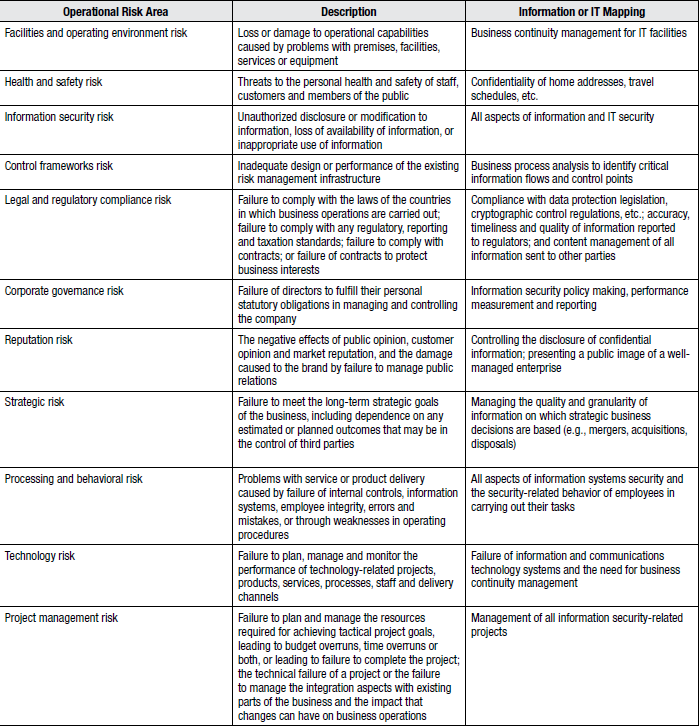 Operational Risk Area Description Information or IT Mapping
Facilities and operating environment risk
Loss or damage to operational capabilities
caused by problems with premises, facilities,
services or equipment
Business continuity management for IT facilities
Health and safety risk
Threats to the personal health and safety of staff,
customers and members of the public
Confidentiality of home addresses, travel
schedules, etc.
Information security risk
Unauthorized disclosure or modification to
information, loss of availability of information, or
inappropriate use of information
All aspects of information and IT security
Control frameworks risk
Inadequate design or performance of the existing
risk management infrastructure
Business process analysis to identify critical
information flows and control points
Legal and regulatory compliance risk
Failure to comply with the laws of the countries
in which business operations are carried out;
failure to comply with any regulatory, reporting
and taxation standards; failure to comply with
contracts; or failure of contracts to protect
business interests
Compliance with data protection legislation,
cryptographic control regulations, etc.; accuracy,
timeliness and quality of information reported
to regulators; and content management of all
information sent to other parties
Corporate governance risk
Failure of directors to fulfill their personal
statutory obligations in managing and controlling
the company
Information security policy making, performance
measurement and reporting
Reputation risk
The negative effects of public opinion, customer
opinion and market reputation, and the damage
caused to the brand by failure to manage public
relations
Controlling the disclosure of confidential
information; presenting a public image of a well-
managed enterprise
Strategic risk
Failure to meet the long-term strategic goals
of the business, including dependence on any
estimated or planned outcomes that may be in
the control of third parties
Managing the quality and granularity of
information on which strategic business
decisions are based (e.g., mergers, acquisitions,
disposals)
Processing and behavioral risk
Problems with service or product delivery
caused by failure of internal controls, information
systems, employee integrity, errors and
mistakes, or through weaknesses in operating
procedures
All aspects of information systems security and
the security-related behavior of employees in
carrying out their tasks
Technology risk
Failure to plan, manage and monitor the
performance of technology-related projects,
products, services, processes, staff and delivery
channels
Failure of information and communications
technology systems and the need for business
continuity management
Project management risk
Failure to plan and manage the resources
required for achieving tactical project goals,
leading to budget overruns, time overruns or
both, or leading to failure to complete the project;
the technical failure of a project or the failure
to manage the integration aspects with existing
parts of the business and the impact that
changes can have on business operations
Management of all information security-related
projects